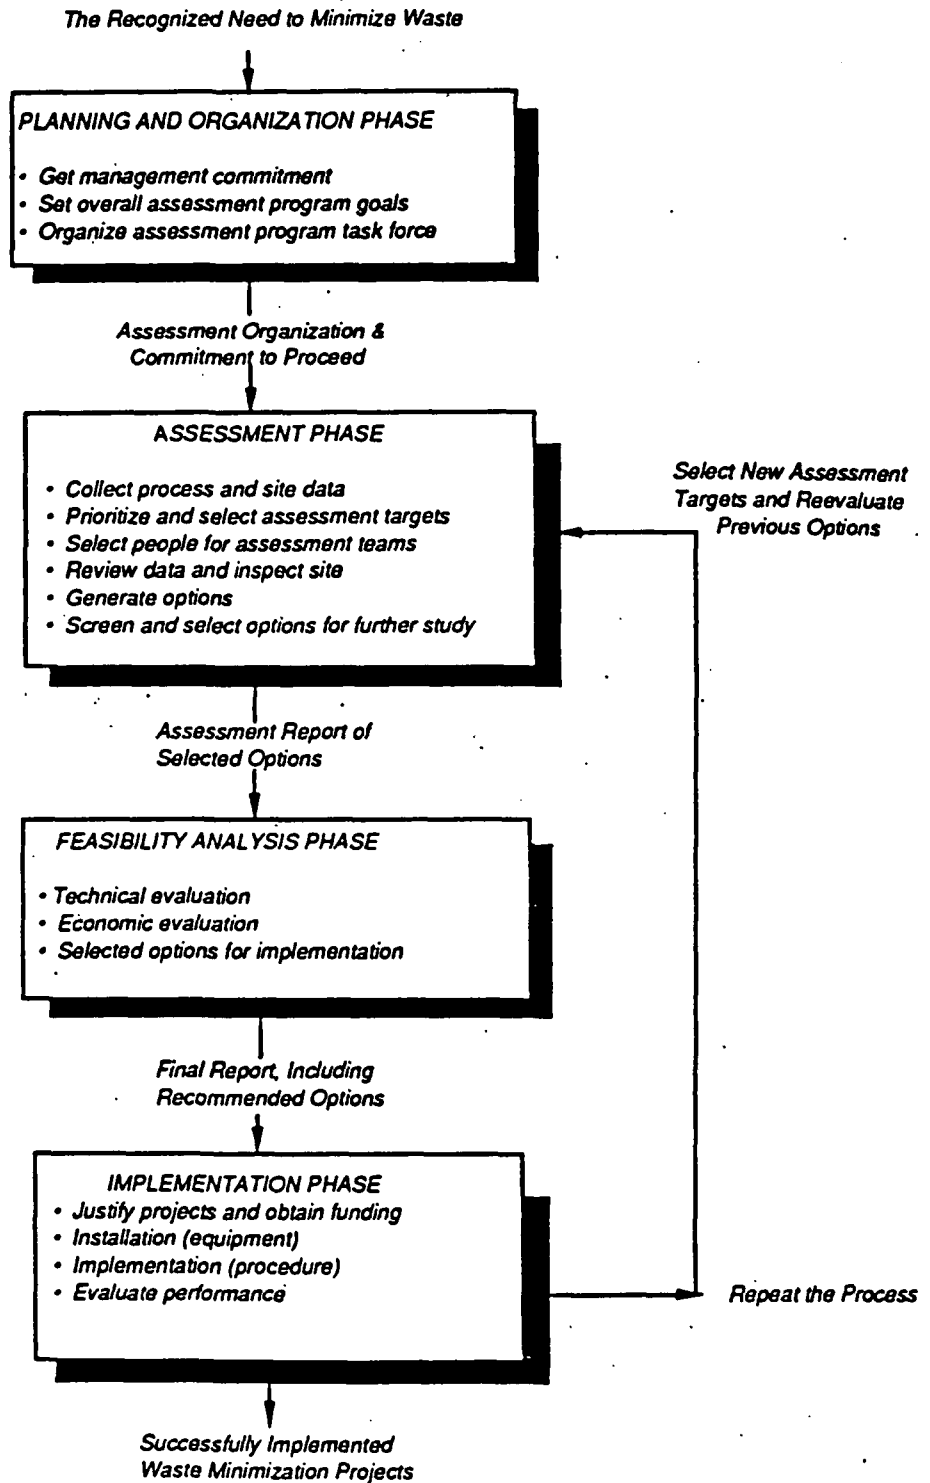 The Recognized Need to Minimize Waste
PLANNING AND ORGANIZATION PHASE
• Get management commitment
• Set overall assessment program goals
• Organize assessment program task force
Assessment Organization &
Commitment to Proceed
ASSESSMENT PHASE
• Collect process and site data
• Prioritize and select assessment targets
• Select people for assessment teams
• Review data and inspect site
• Generate options
• Screen and select options for further study
Select New Assessment
Targets and Reevaluate
Previous Options
Assessment Report of
Selected Options
FEASIBILITY ANALYSIS PHASE
• Technical evaluation
• Economic evaluation
• Selected options for implementation
Final Report, Including
Recommended Options
IMPLEMENTATION PHASE
• Justify projects and obtain funding
• Installation (equipment)
• Implementation (procedure)
• Evaluate performance
Repeat the Process
Successfully Implemented
Waste Minimization Projects